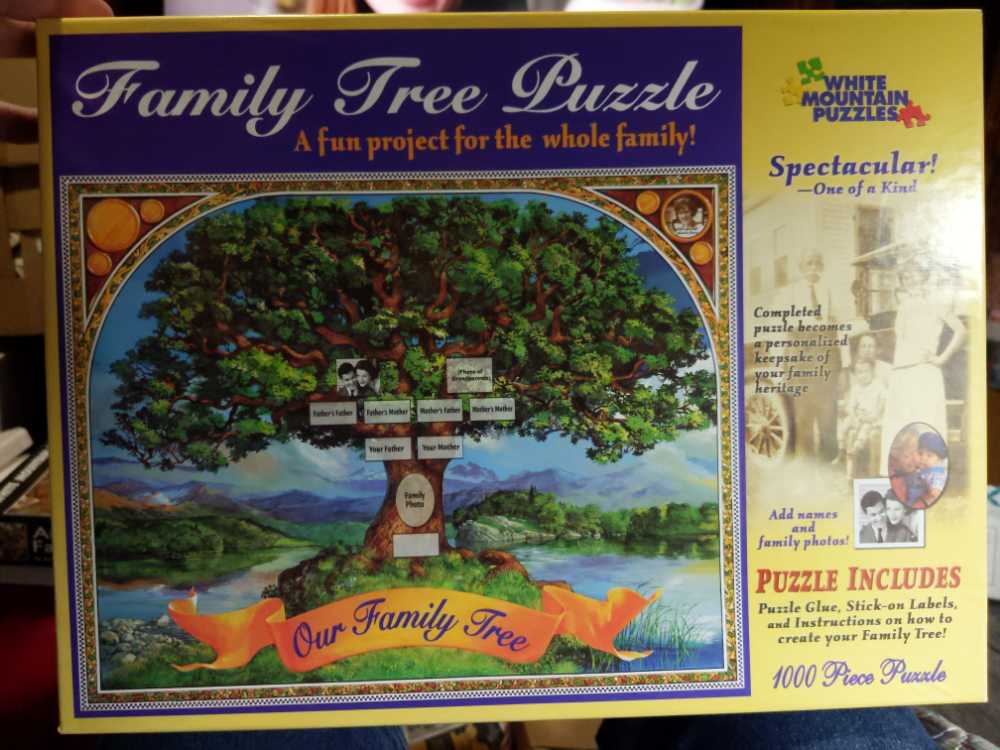 Family Tree Puzzle
A fun project for the whole family!
WHITE
MOUNTAIN
PUZZLES
Spectacular!
—One of a Kind
Completed
puzzle becomes
a personalized
keepsake of
your family
heritage
Add names
and
family photos!
PUZZLE INCLUDES
Puzzle Glue, Stick-on Labels,
and Instructions on how to
create your Family Tree!
1000 Piece Puzzle
(Photo of
Grandparents)
Father's Father
Father's Mother
Mother's Father
Mother's Mother
Your Father
Your Mother
Family
Photo
Our Family Tree